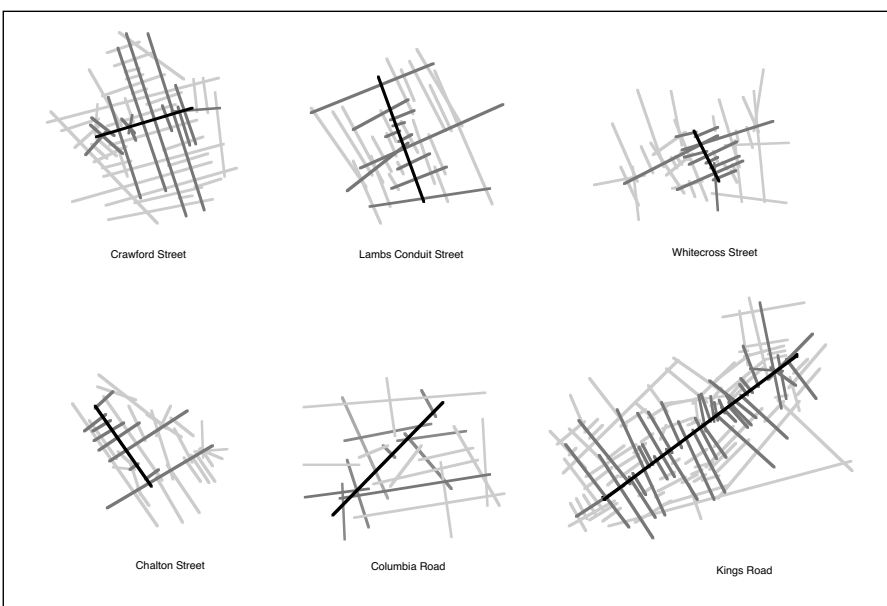 Crawford Street
Lambs Conduit Street
Whitecross Street
Chalton Street
Columbia Road
Kings Road